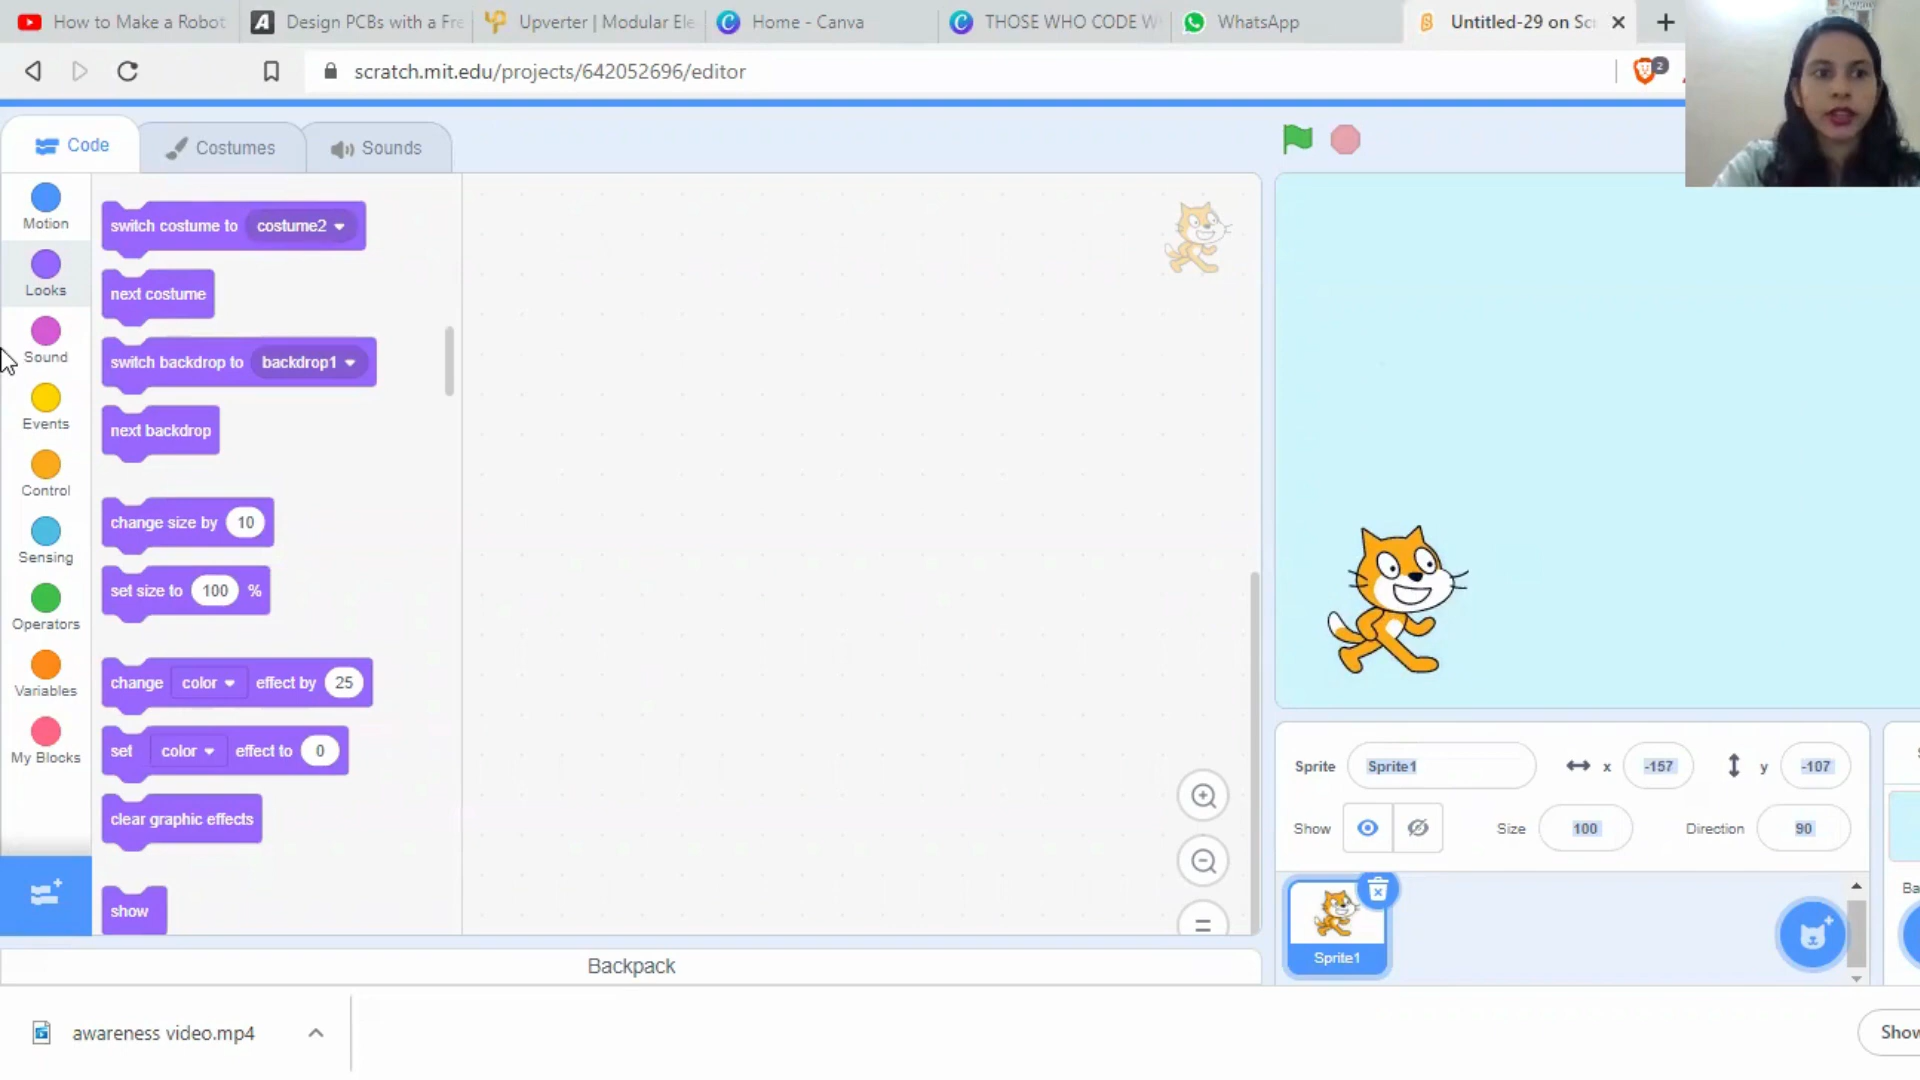 How to Make a Robot
Design PCBs with a Fre
Upverter | Modular Ele
Home - Canva
THOSE WHO CODE W
WhatsApp
Untitled-29 on Scr
scratch.mit.edu/projects/642052696/editor
2
Code
Costumes
Sounds
Motion
Looks
Sound
Events
Control
Sensing
Operators
Variables
My Blocks
switch costume to costume2
next costume
switch backdrop to backdrop1
next backdrop
change size by 10
set size to 100 %
change color effect by 25
set color effect to 0
clear graphic effects
show
Sprite Sprite1 x -157 y -107
Show Size 100 Direction 90
Sprite1
Ba
Backpack
awareness video.mp4
Show